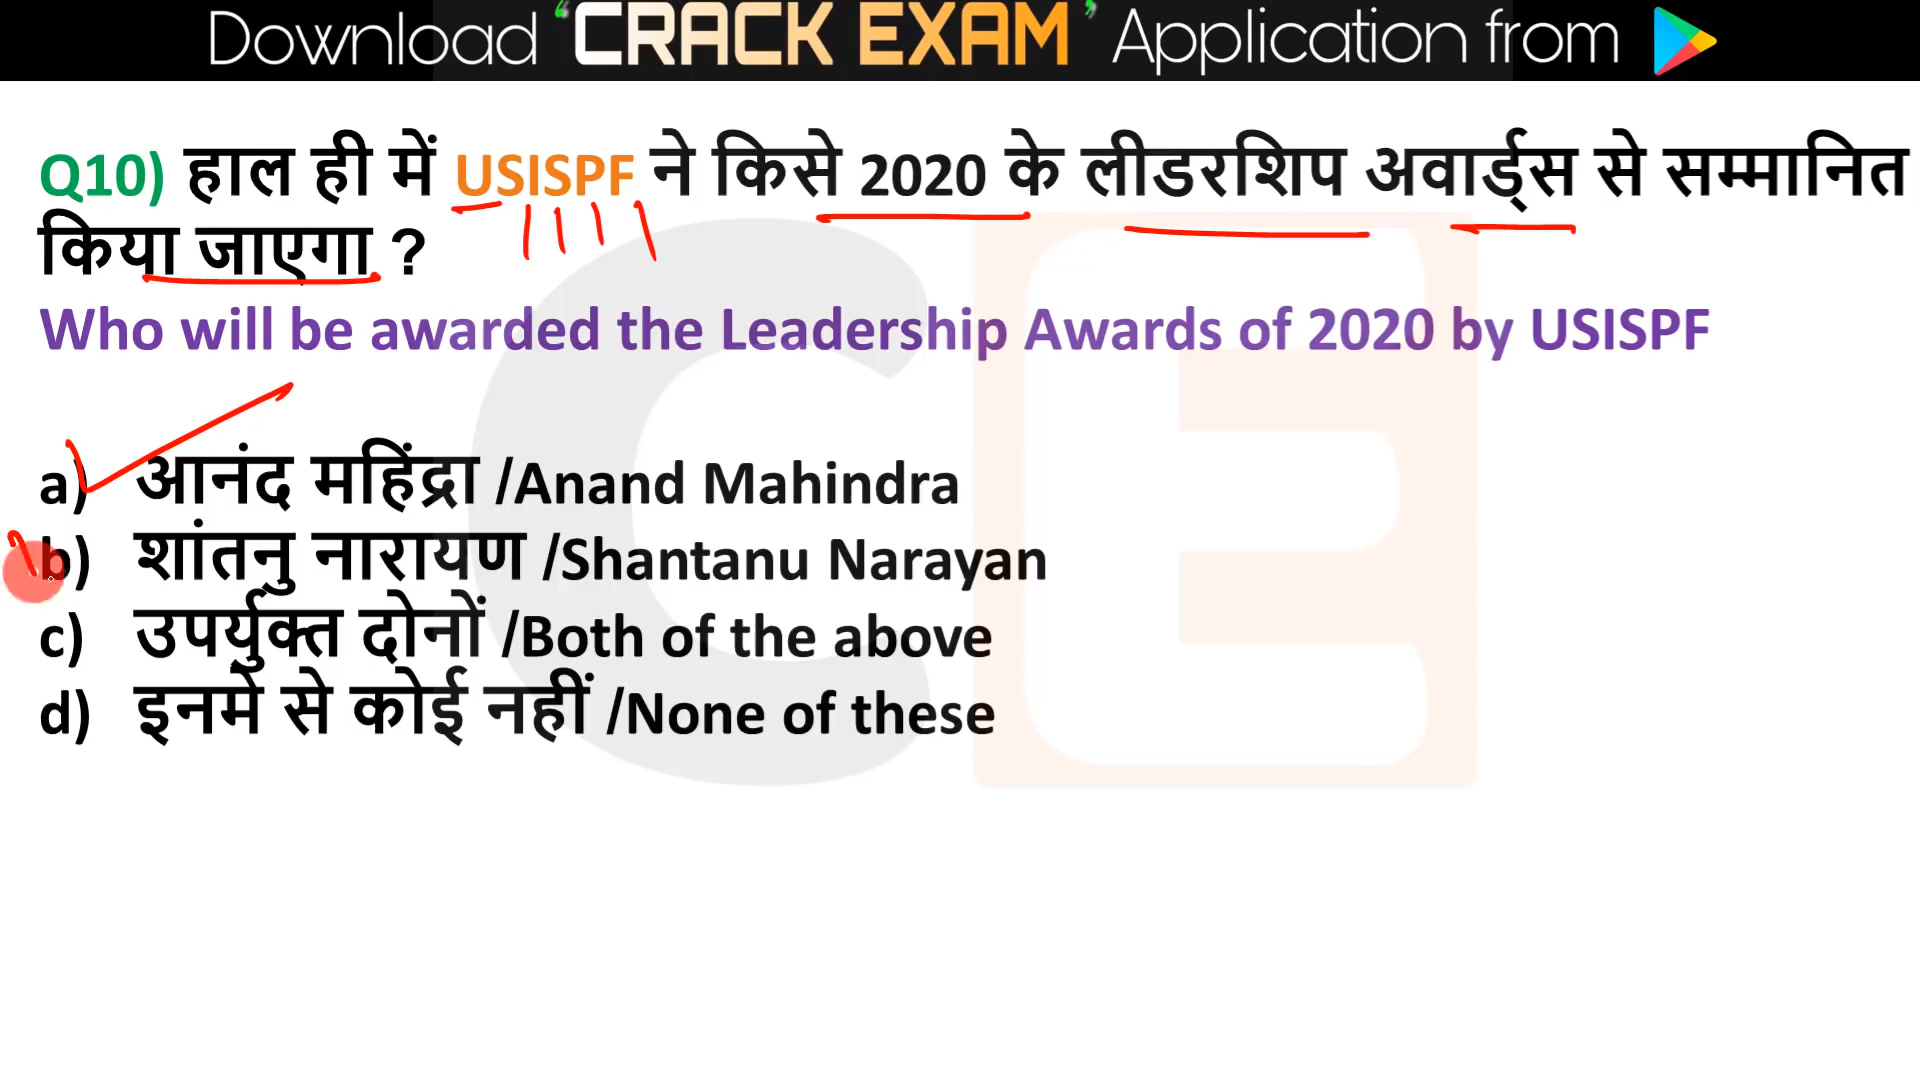 Download ‘CRACK EXAM’ Application from
Q10) हाल ही में USISPF ने किसे 2020 के लीडरशिप अवार्ड्स से सम्मानित
किया जाएगा ?
Who will be awarded the Leadership Awards of 2020 by USISPF
a) आनंद महिंद्रा /Anand Mahindra
b) शांतनु नारायण /Shantanu Narayan
c) उपर्युक्त दोनों /Both of the above
d) इनमे से कोई नहीं /None of these
CE